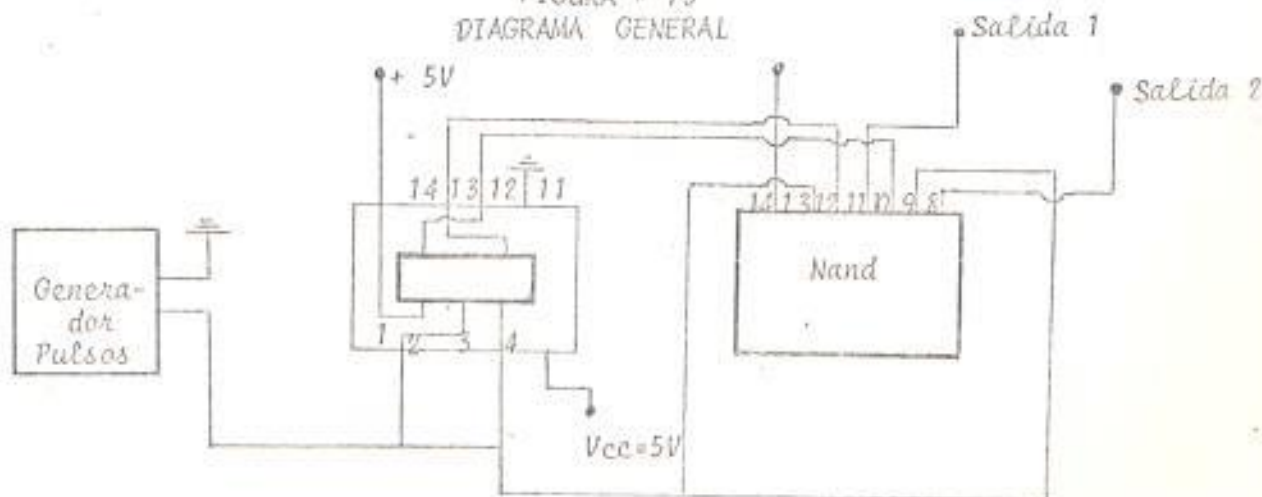 DIAGRAMA GENERAL
+ 5V
Salida 1
Salida 2
14 13 12 11
14 13 12 11 10 9 8
Genera-
dor
Pulsos
Nand
1 2 3 4
Vcc=5V